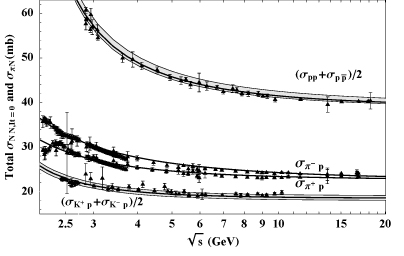 60
50
40
30
20
Total σ_{NN,It=0} and σ_{πN}(mb)
(σ_{pp}+σ_{p p̅})/2
σ_{π⁻ p}
σ_{π⁺ p}
(σ_{K⁺ p}+σ_{K⁻ p})/2
2.5 3 4 5 6 7 8 9 10 15 20
√s (GeV)